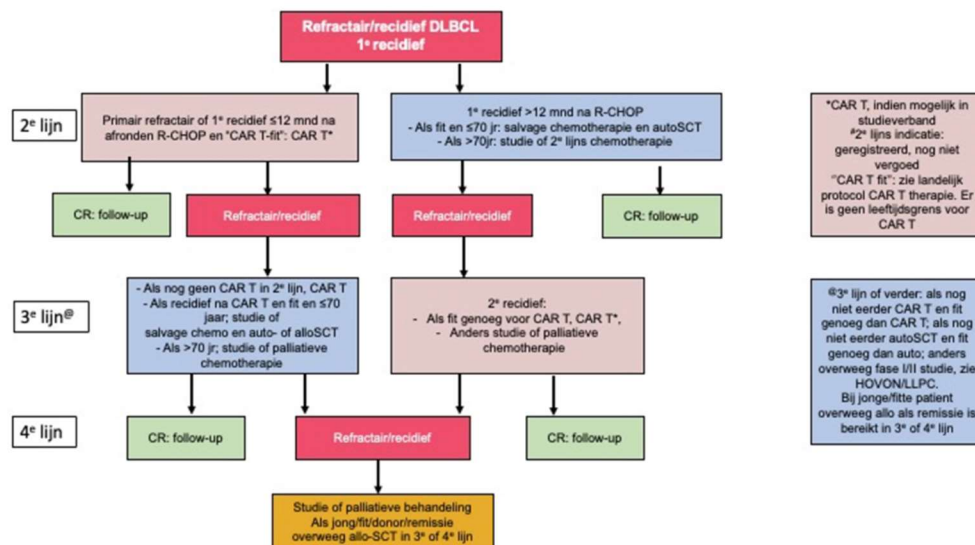 Refractair/recidief DLBCL
1e recidief
2e lijn
Primair refractair of 1e recidief ≤12 mnd na
afronden R-CHOP en "CAR T-fit": CAR T*
1e recidief >12 mnd na R-CHOP
- Als fit en ≤70 jr: salvage chemotherapie en autoSCT
- Als >70jr: studie of 2e lijns chemotherapie
*CAR T, indien mogelijk in
studieverband
#2e lijns indicatie:
geregistreerd, nog niet
vergoed
"CAR T fit": zie landelijk
protocol CAR T therapie. Er
is geen leeftijdsgrens voor
CAR T
CR: follow-up
Refractair/recidief
Refractair/recidief
CR: follow-up
3e lijn@
- Als nog geen CAR T in 2e lijn, CAR T
- Als recidief na CAR T en fit en ≤70
jaar; studie of
salvage chemo en auto- of alloSCT
- Als >70 jr; studie of palliatieve
chemotherapie
2e recidief:
- Als fit genoeg voor CAR T, CAR T*,
- Anders studie of palliatieve
chemotherapie
@3e lijn of verder: als nog
niet eerder CAR T en fit
genoeg dan CAR T; als nog
niet eerder autoSCT en fit
genoeg dan auto; anders
overweeg fase I/II studie, zie
HOVON/LLPC.
Bij jonge/fitte patient
overweeg allo als remissie is
bereikt in 3e of 4e lijn
4e lijn
CR: follow-up
Refractair/recidief
CR: follow-up
Studie of palliatieve behandeling
Als jong/fit/donor/remissie
overweeg allo-SCT in 3e of 4e lijn